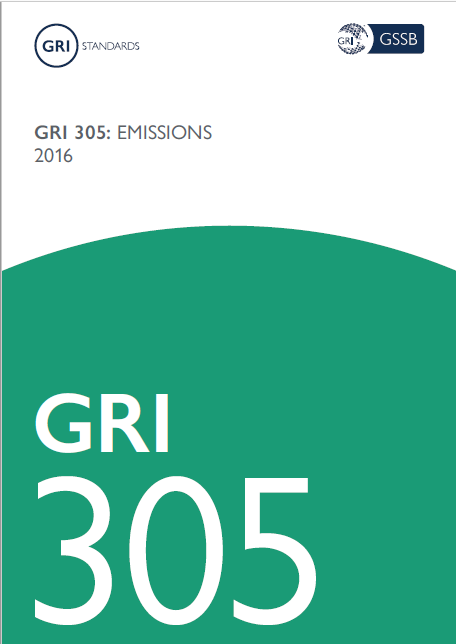 GRI STANDARDS
GRI GSSB
GRI 305: EMISSIONS
2016
GRI
305